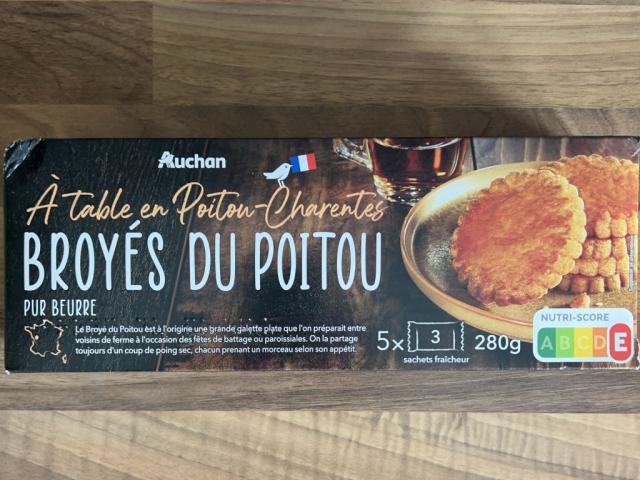 Auchan
À table en Poitou-Charentes
BROYÉS DU POITOU
PUR BEURRE
Le Broyé du Poitou est à l'origine une grande galette plate que l'on préparait entre
voisins de ferme à l'occasion des fêtes de battage ou paroissiales. On la partage
toujours d'un coup de poing sec, chacun prenant un morceau selon son appétit.
5x 3 280g
sachets fraîcheur
NUTRI-SCORE
A B C D E